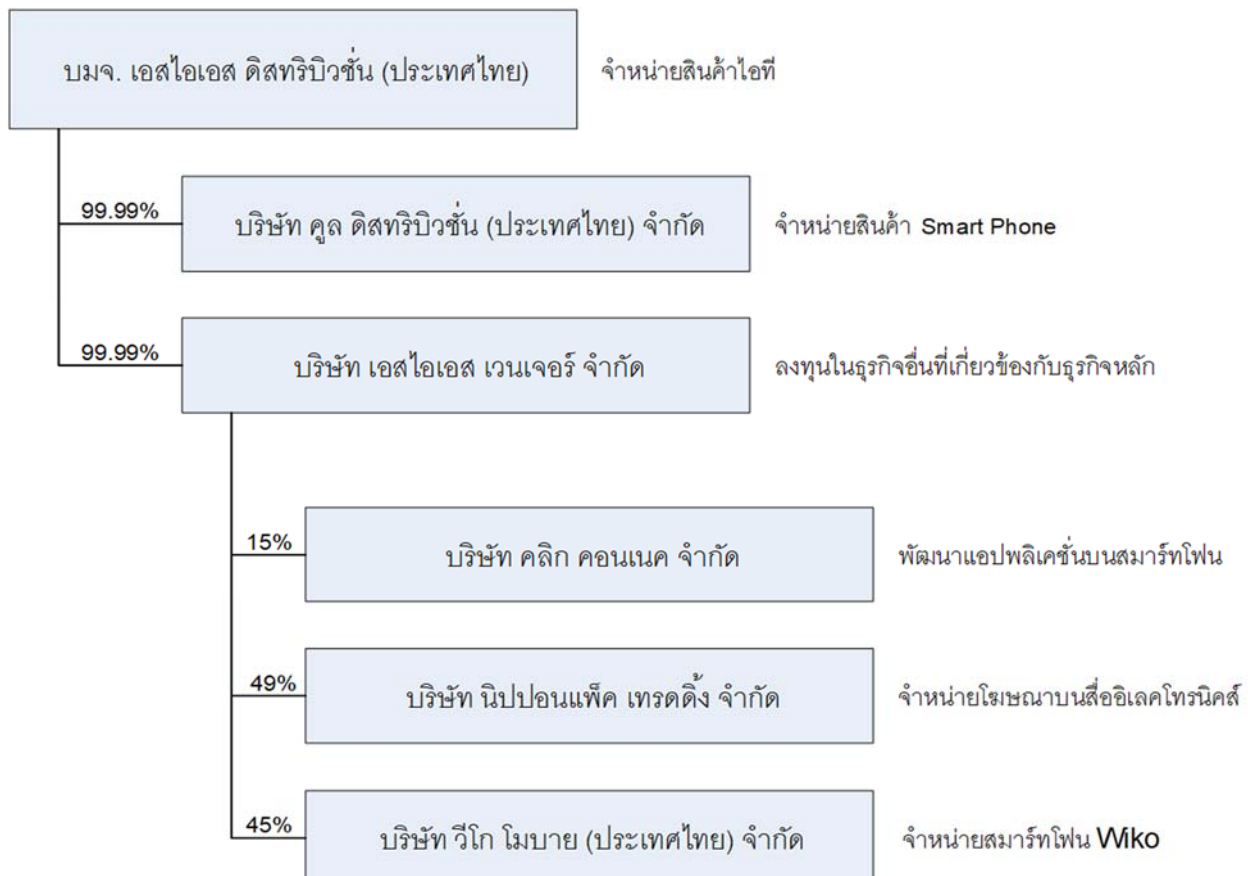 บมจ. เอสไอเอส ดิสทริบิวชั่น (ประเทศไทย) จำหน่ายสินค้าไอที
99.99% บริษัท คูล ดิสทริบิวชั่น (ประเทศไทย) จำกัด จำหน่ายสินค้า Smart Phone
99.99% บริษัท เอสไอเอส เวนเจอร์ จำกัด ลงทุนในธุรกิจอื่นที่เกี่ยวข้องกับธุรกิจหลัก
15% บริษัท คลิก คอนเนค จำกัด พัฒนาแอปพลิเคชั่นบนสมาร์ทโฟน
49% บริษัท นิปปอนแพ็ค เทรดดิ้ง จำกัด จำหน่ายโฆษณาบนสื่ออิเลคโทรนิคส์
45% บริษัท วีโก โมบาย (ประเทศไทย) จำกัด จำหน่ายสมาร์ทโฟน Wiko